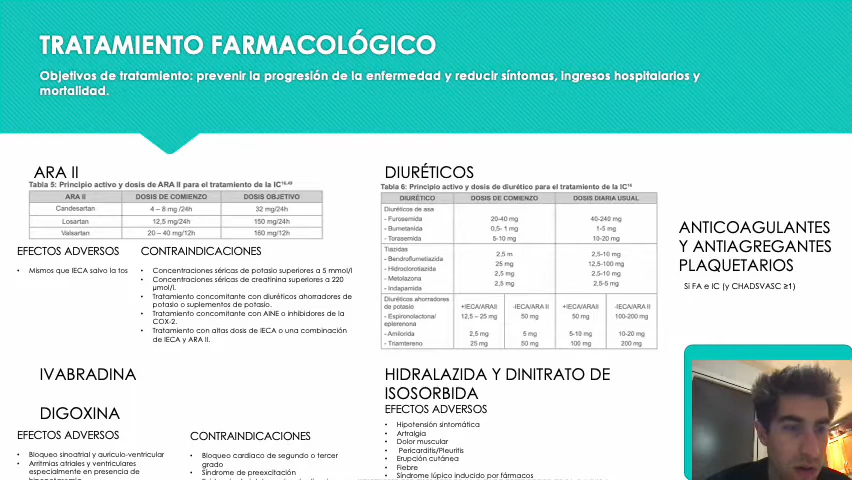 TRATAMIENTO FARMACOLÓGICO
Objetivos de tratamiento: prevenir la progresión de la enfermedad y reducir síntomas, ingresos hospitalarios y
mortalidad.
ARA II
Tabla 5: Principio activo y dosis de ARA II para el tratamiento de la IC
ARA II DOSIS DE COMIENZO DOSIS OBJETIVO
Candesartan 4 – 8 mg /24h 32 mg/24h
Losartan 12,5 mg/24h 150 mg/24h
Valsartan 20 – 40 mg/12h 160 mg/12h
EFECTOS ADVERSOS
• Mismos que IECA salvo la tos
CONTRAINDICACIONES
• Concentraciones séricas de potasio superiores a 5 mmol/l
• Concentraciones séricas de creatinina superiores a 220
μmol/l.
• Tratamiento concomitante con diuréticos ahorradores de
potasio o suplementos de potasio.
• Tratamiento concomitante con AINE o inhibidores de la
COX-2.
• Tratamiento con altas dosis de IECA o una combinación
de IECA y ARA II.
DIURÉTICOS
Tabla 6: Principio activo y dosis de diurético para el tratamiento de la IC
DIURÉTICO DOSIS DE COMIENZO DOSIS DIARIA USUAL
Diuréticos de asa
- Furosemida 20-40 mg 40-240 mg
- Bumetanida 0,5- 1 mg 1-5 mg
- Torasemida 5-10 mg 10-20 mg
Tiazidas
- Bendroflumetiazida 2,5 m 2,5-10 mg
- Hidroclorotiazida 25 mg 12,5-100 mg
- Metolazona 2,5 mg 2,5-10 mg
- Indapamida 2,5 mg 2,5-5 mg
Diuréticos ahorradores
de potasio +IECA/ARAII -IECA/ARA II +IECA/ARA II -IECA/ARA II
- Espironolactona/
eplerenona 12,5 – 25 mg 50 mg 50 mg 100-200 mg
- Amilorida 2,5 mg 5 mg 5-10 mg 10-20 mg
- Triamtereno 25 mg 50 mg 100 mg 200 mg
ANTICOAGULANTES
Y ANTIAGREGANTES
PLAQUETARIOS
Si FA e IC (y CHADSVASC ≥1)
IVABRADINA
DIGOXINA
EFECTOS ADVERSOS
• Bloqueo sinoatrial y auriculo-ventricular
• Arritmias atriales y ventriculares
especialmente en presencia de
CONTRAINDICACIONES
• Bloqueo cardiaco de segundo o tercer
grado
• Síndrome de preexcitación
HIDRALAZIDA Y DINITRATO DE
ISOSORBIDA
EFECTOS ADVERSOS
• Hipotensión sintomática
• Artralgia
• Dolor muscular
• Pericarditis/Pleuritis
• Erupción cutánea
• Fiebre
• Síndrome lúpico inducido por fármacos